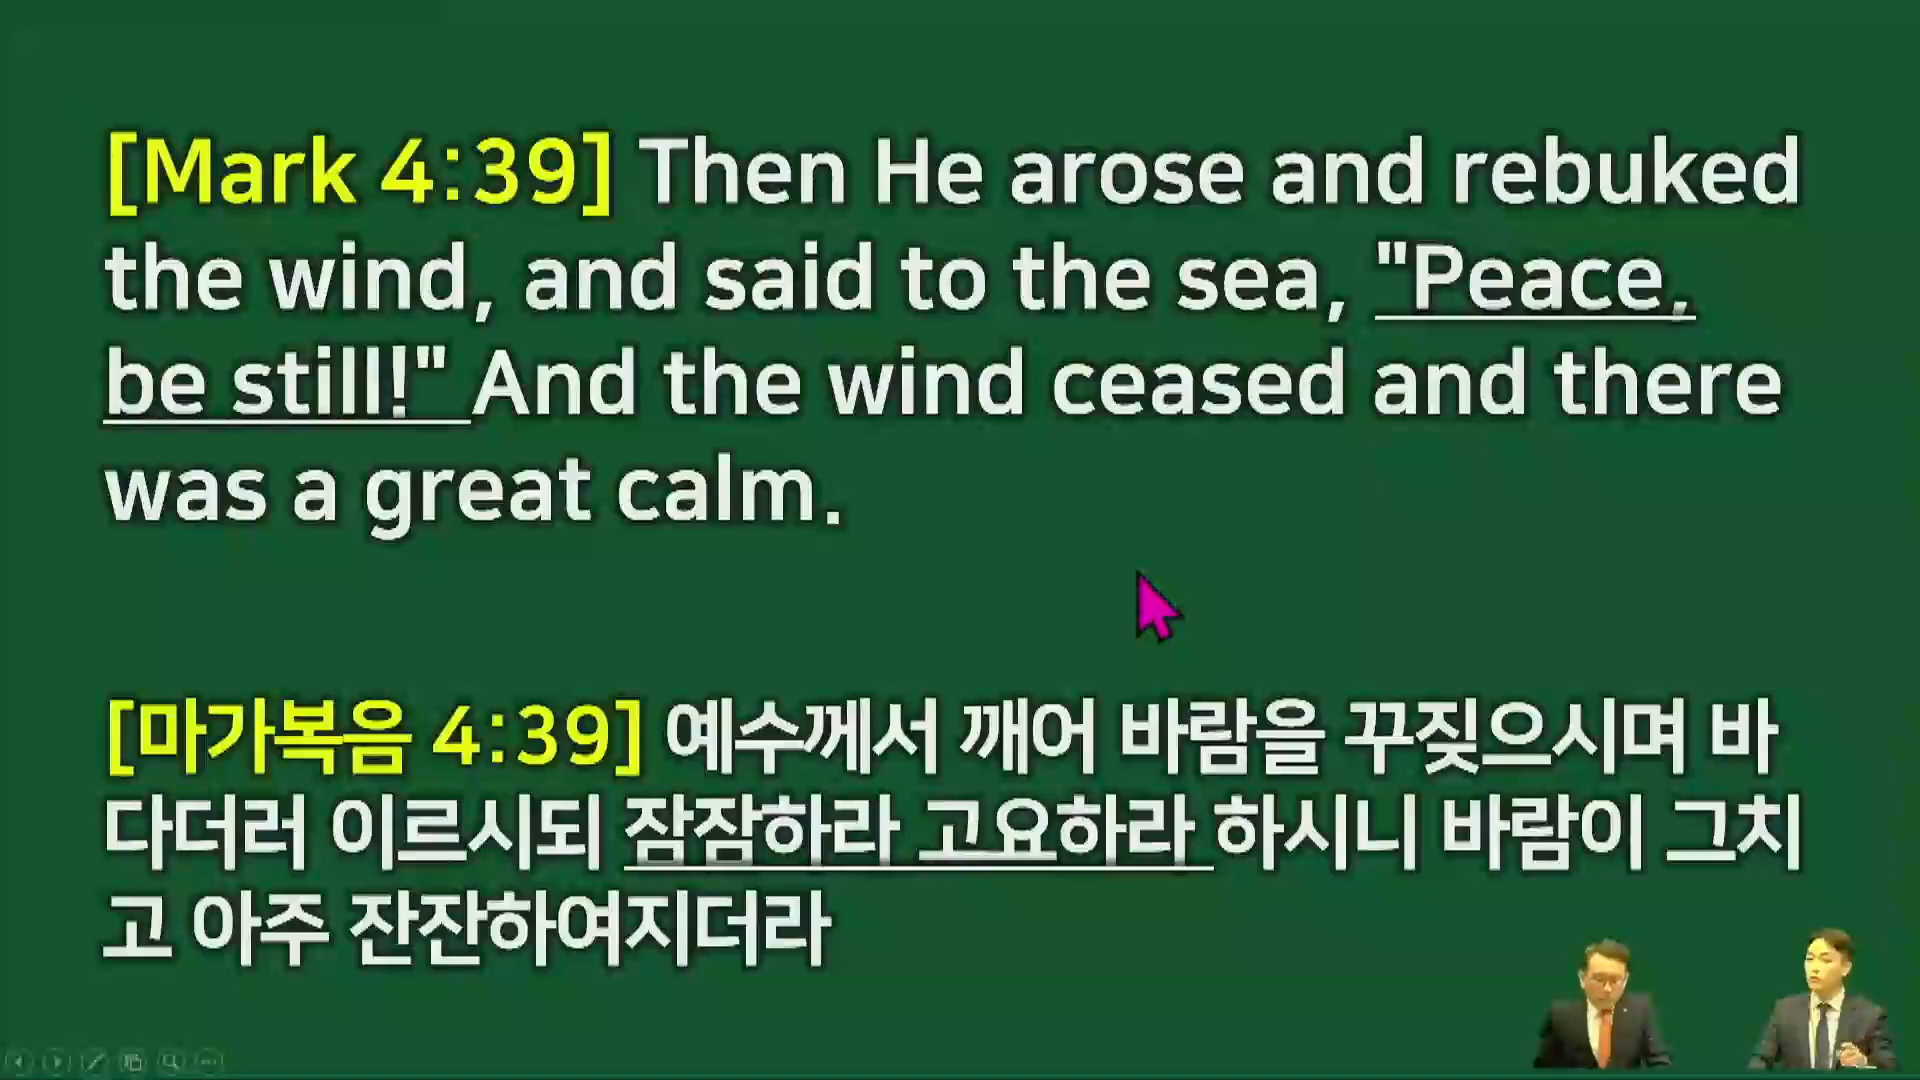 [Mark 4:39] Then He arose and rebuked
the wind, and said to the sea, "Peace,
be still!" And the wind ceased and there
was a great calm.
[마가복음 4:39] 예수께서 깨어 바람을 꾸짖으시며 바
다더러 이르시되 잠잠하라 고요하라 하시니 바람이 그치
고 아주 잔잔하여지더라